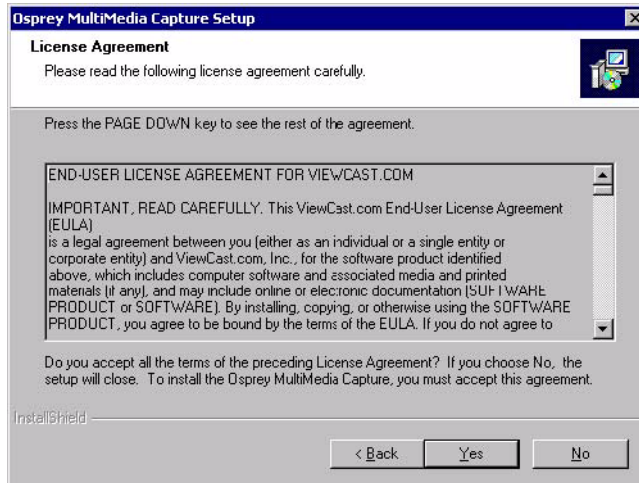 Osprey MultiMedia Capture Setup
License Agreement
Please read the following license agreement carefully.
Press the PAGE DOWN key to see the rest of the agreement.
END-USER LICENSE AGREEMENT FOR VIEWCAST.COM
IMPORTANT, READ CAREFULLY. This ViewCast.com End-User License Agreement
(EULA)
is a legal agreement between you (either as an individual or a single entity or
corporate entity) and ViewCast.com, Inc., for the software product identified
above, which includes computer software and associated media and printed
materials (if any), and may include online or electronic documentation (SOFTWARE
PRODUCT or SOFTWARE). By installing, copying, or otherwise using the SOFTWARE
PRODUCT, you agree to be bound by the terms of the EULA. If you do not agree to
Do you accept all the terms of the preceding License Agreement? If you choose No, the
setup will close. To install the Osprey MultiMedia Capture, you must accept this agreement.
InstallShield
< Back
Yes
No